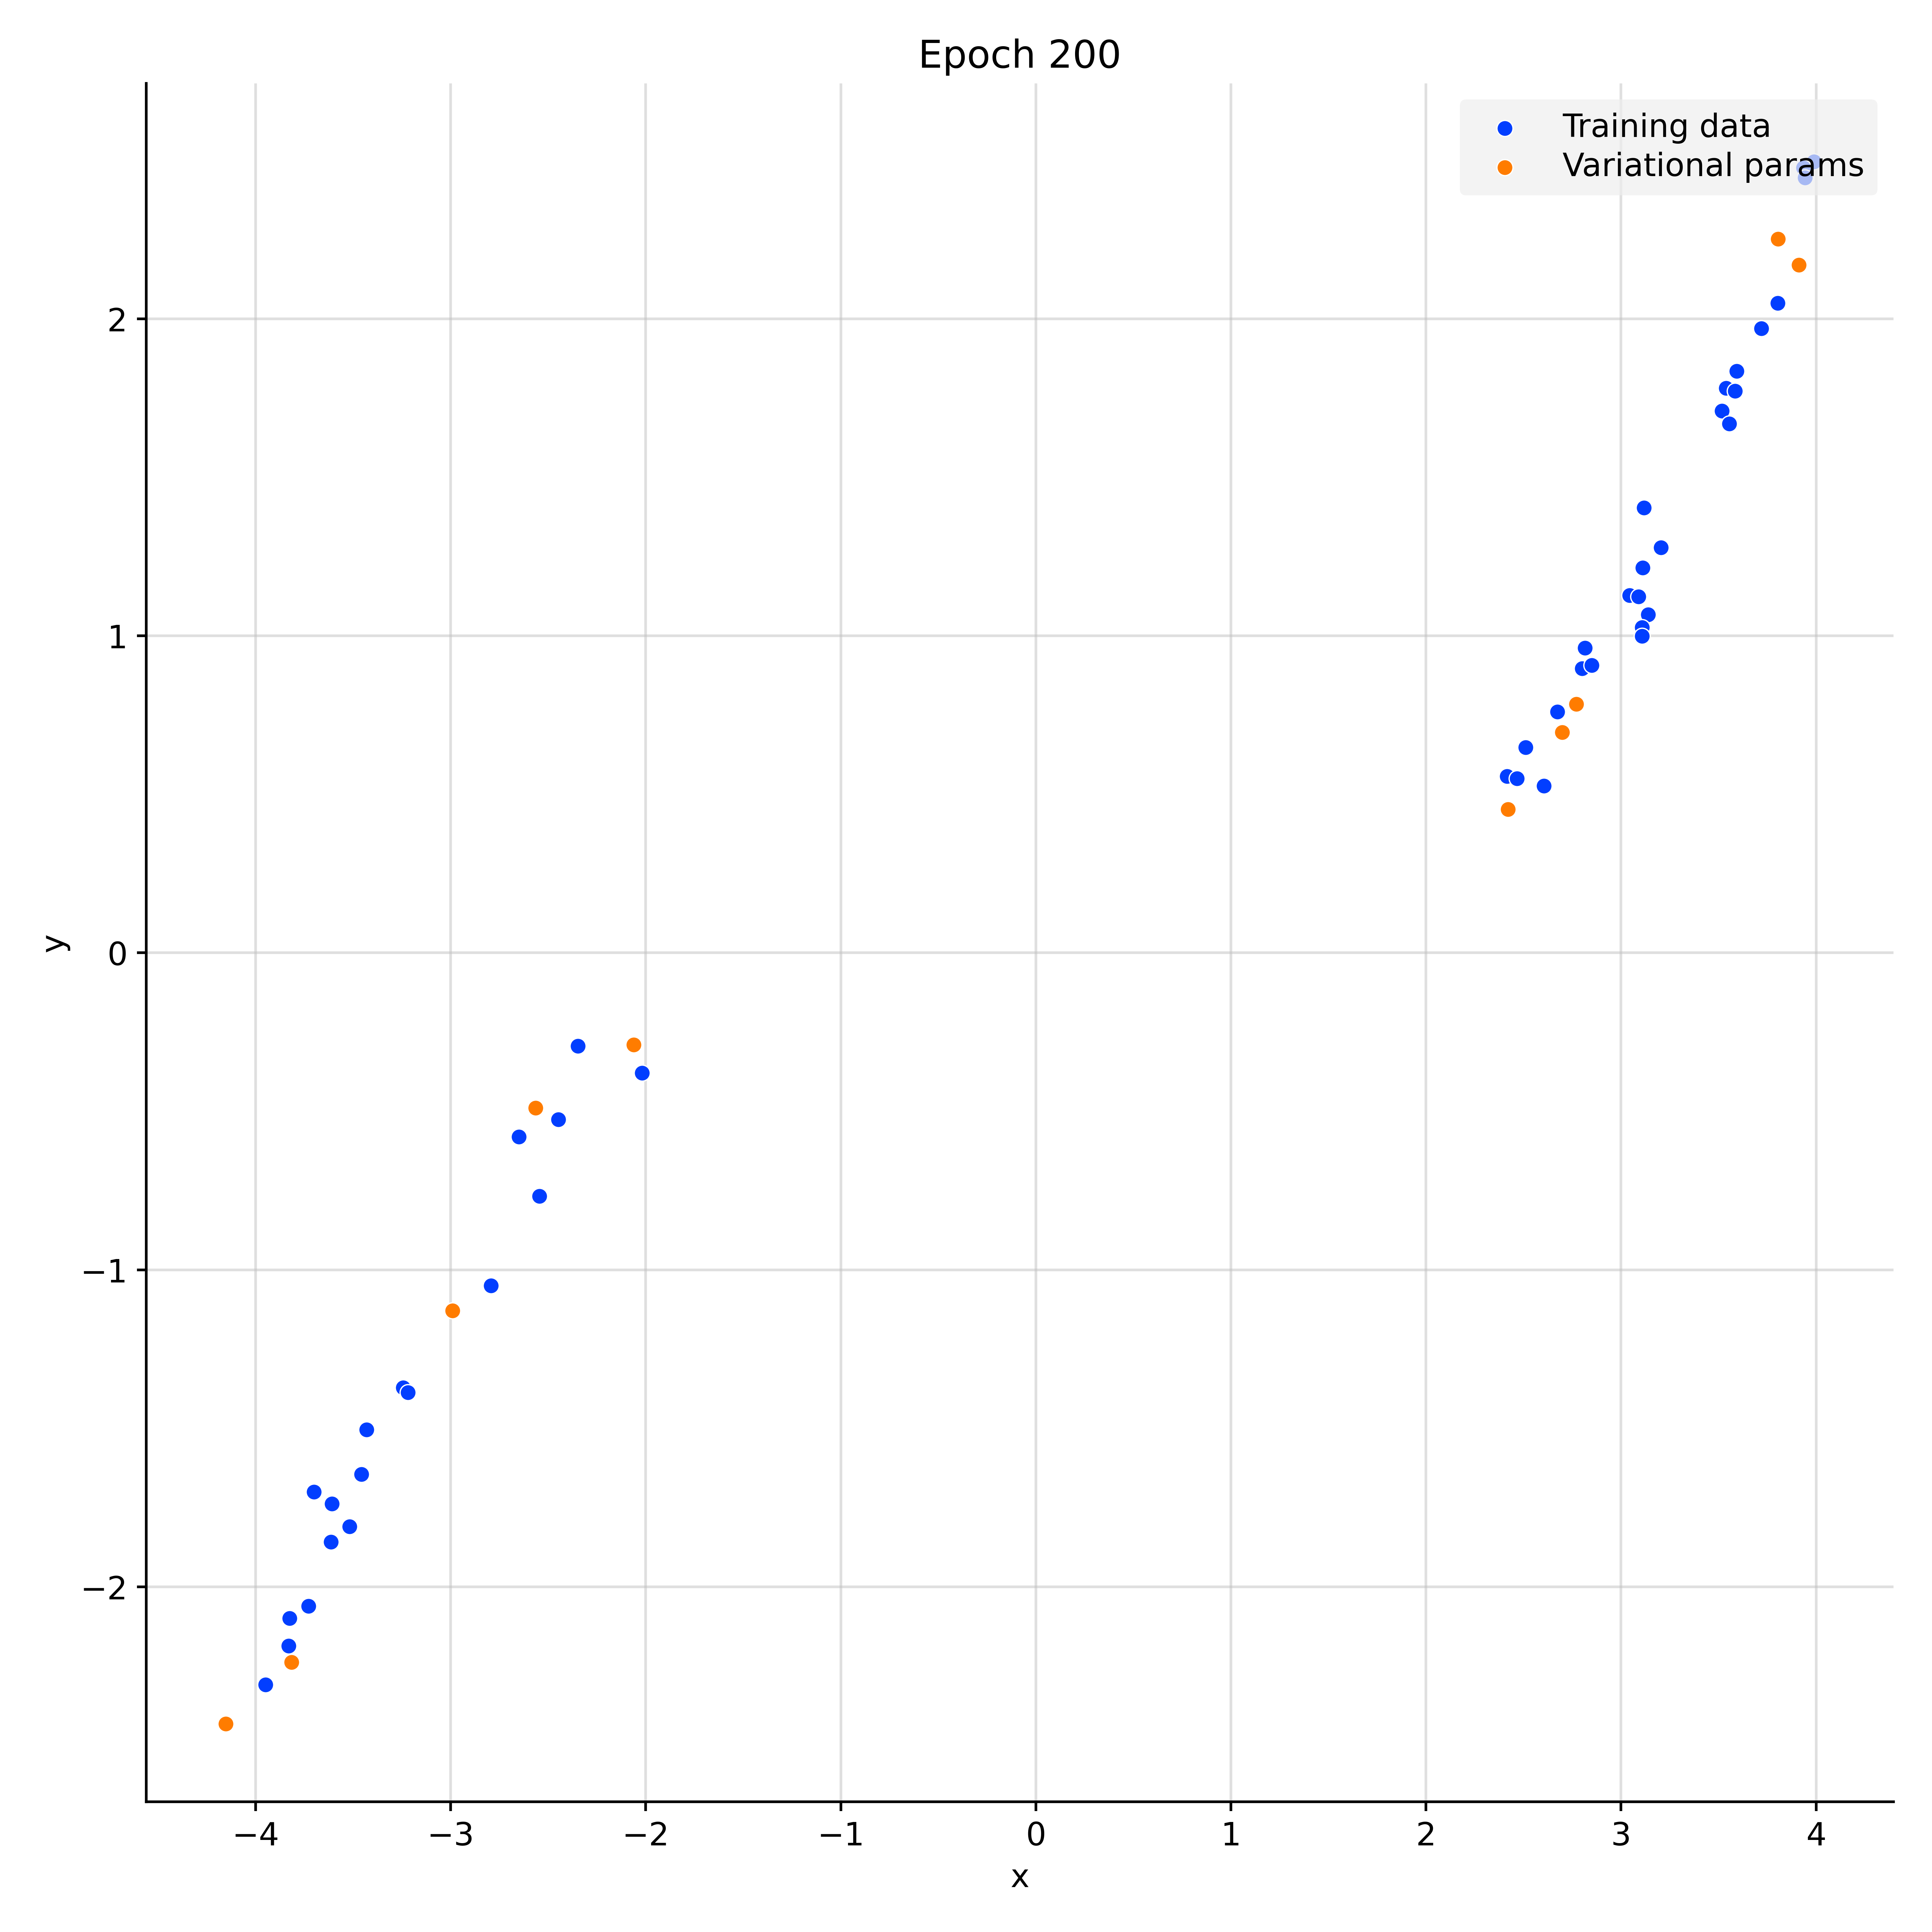 Epoch 200
Training data
Variational params
2
1
0
−1
−2
y
−4 −3 −2 −1 0 1 2 3 4
x